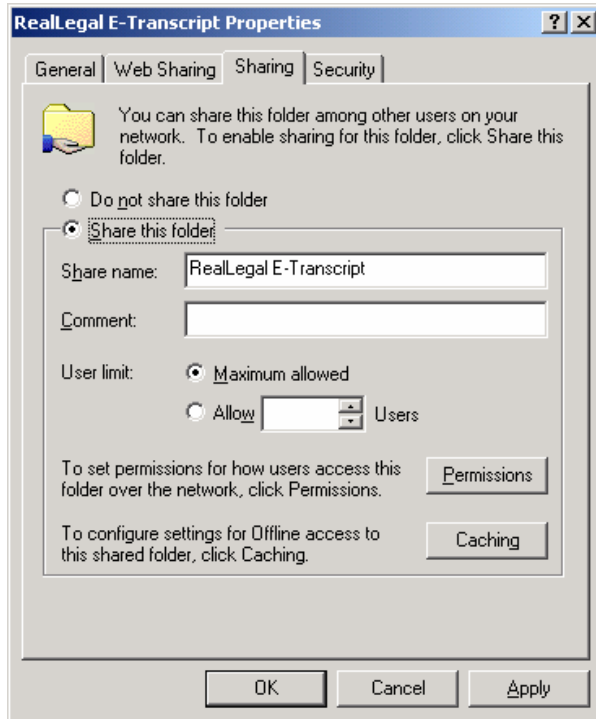 RealLegal E-Transcript Properties
General Web Sharing Sharing Security
You can share this folder among other users on your
network. To enable sharing for this folder, click Share this
folder.
Do not share this folder
Share this folder
Share name: RealLegal E-Transcript
Comment:
User limit: Maximum allowed
Allow Users
To set permissions for how users access this
folder over the network, click Permissions.
Permissions
To configure settings for Offline access to
this shared folder, click Caching.
Caching
OK Cancel Apply